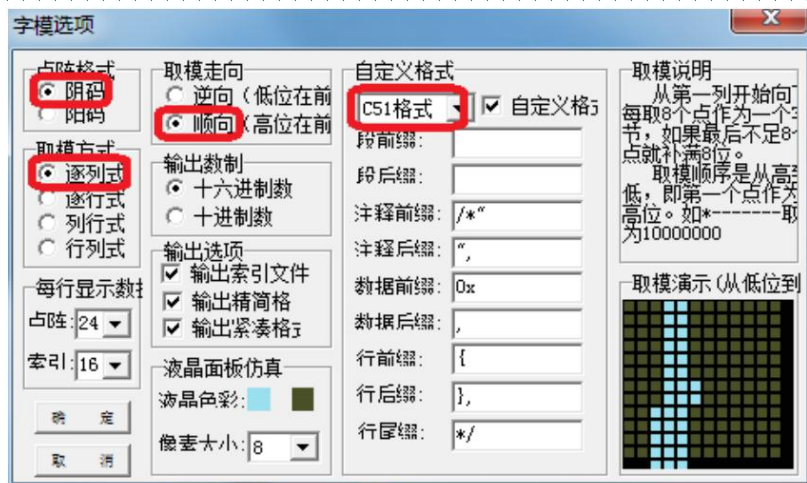 字模选项
点阵格式
阴码
阳码
取模方式
逐列式
逐行式
列行式
行列式
每行显示数
点阵: 24
索引: 16
确 定
取 消
取模走向
逆向（低位在前
顺向（高位在前
输出数制
十六进制数
十进制数
输出选项
输出索引文件
输出精简格
输出紧凑格式
液晶面板仿真
液晶色彩:
像素大小: 8
自定义格式
C51格式
自定义格式
段前缀:
段后缀:
注释前缀: /*"
注释后缀: ",
数据前缀: 0x
数据后缀: ,
行前缀: {
行后缀: },
行尾缀: */
取模说明
从第一列开始向下
每取8个点作为一个字
节，如果最后不足8个
点就补满8位。
取模顺序是从高到
低，即第一个点作为
高位。如*-------取
为10000000
取模演示(从低位到